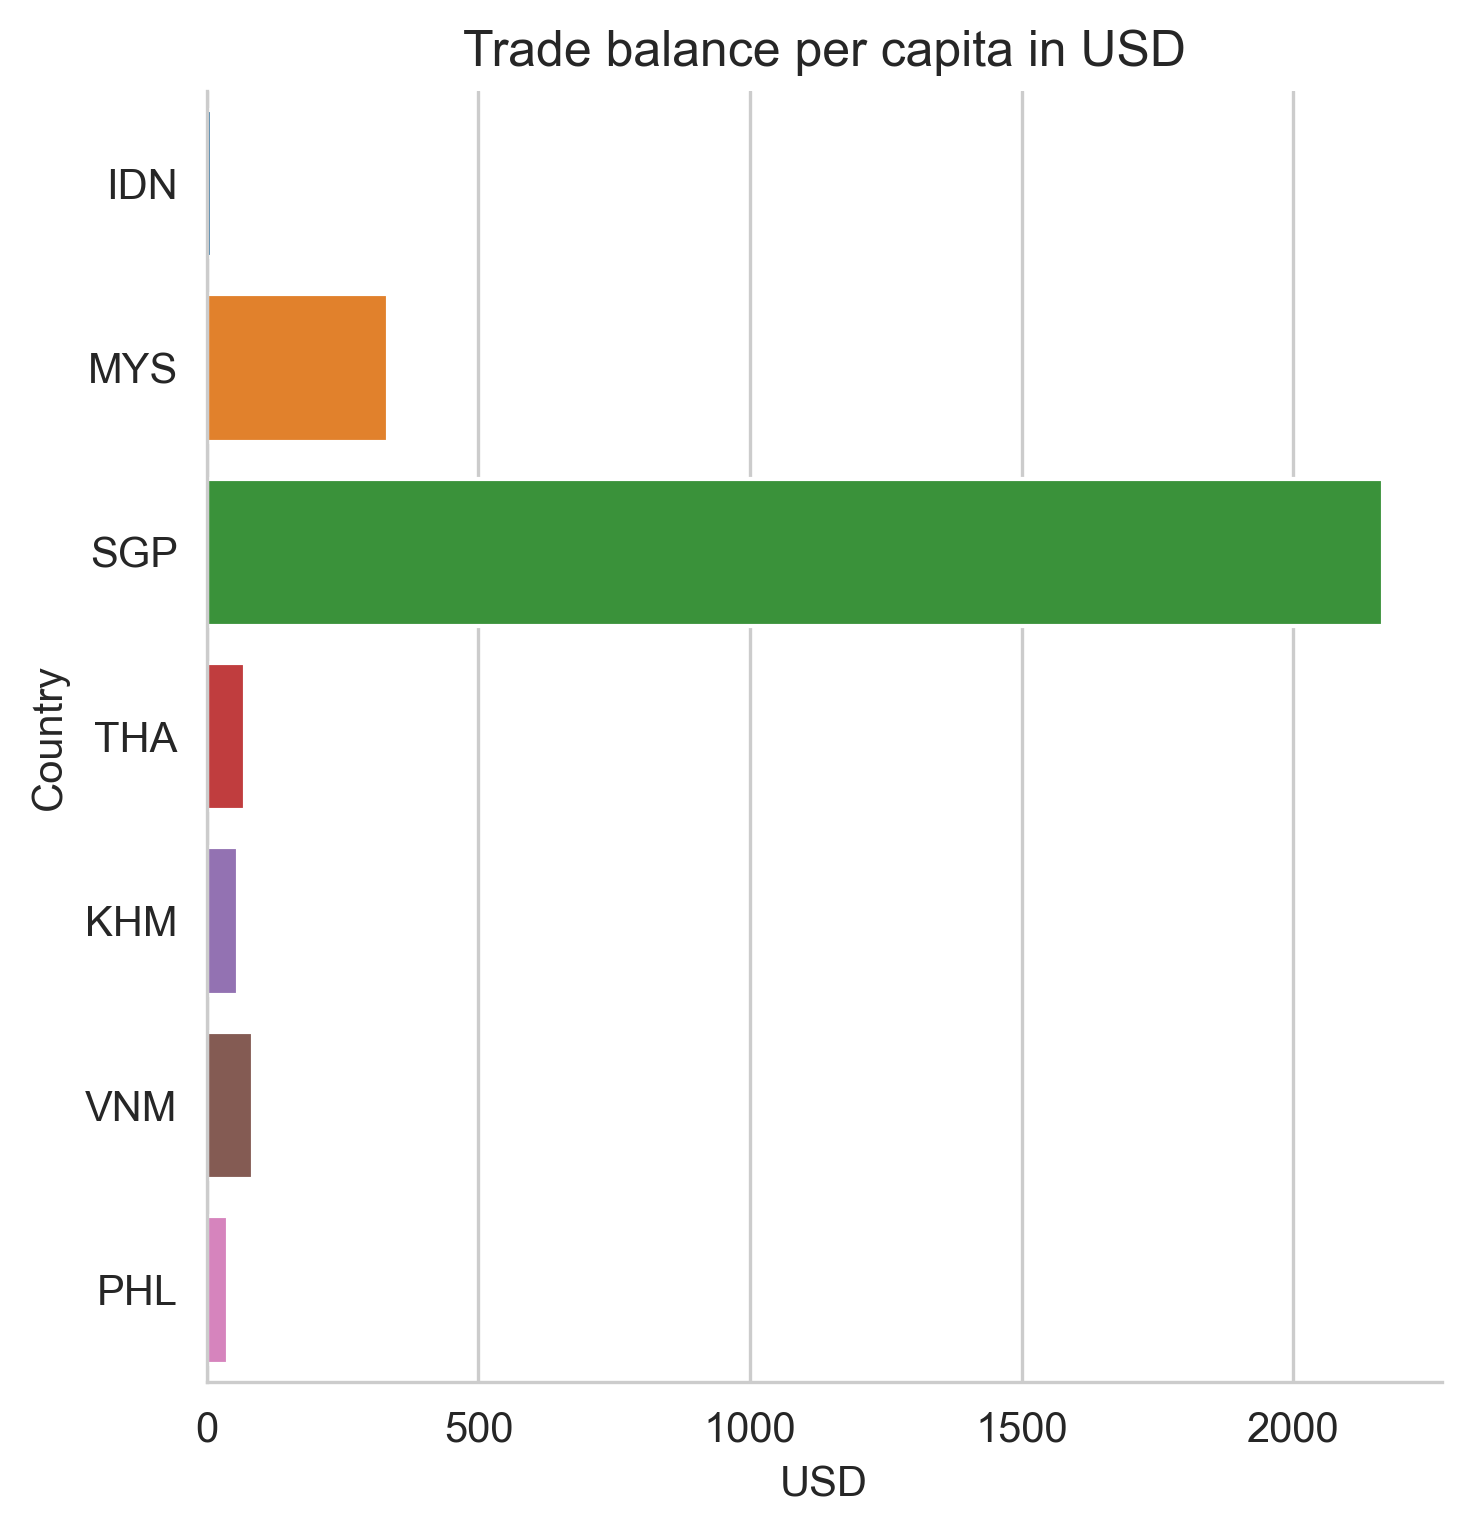 Trade balance per capita in USD
IDN
MYS
SGP
THA
KHM
VNM
PHL
Country
0 500 1000 1500 2000
USD